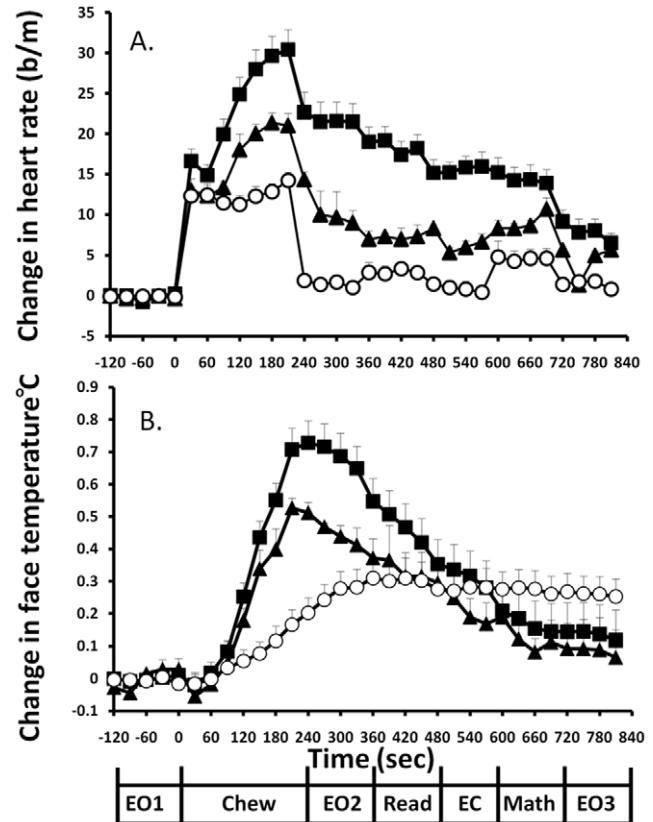 Change in heart rate (b/m)
A.
35
30
25
20
15
10
5
0
-5
-120 -60 0 60 120 180 240 300 360 420 480 540 600 660 720 780 840
Change in face temperature°C
B.
0.9
0.8
0.7
0.6
0.5
0.4
0.3
0.2
0.1
0
-0.1
-120 -60 0 60 120 180 240 300 360 420 480 540 600 660 720 780 840
Time (sec)
EO1 Chew EO2 Read EC Math EO3